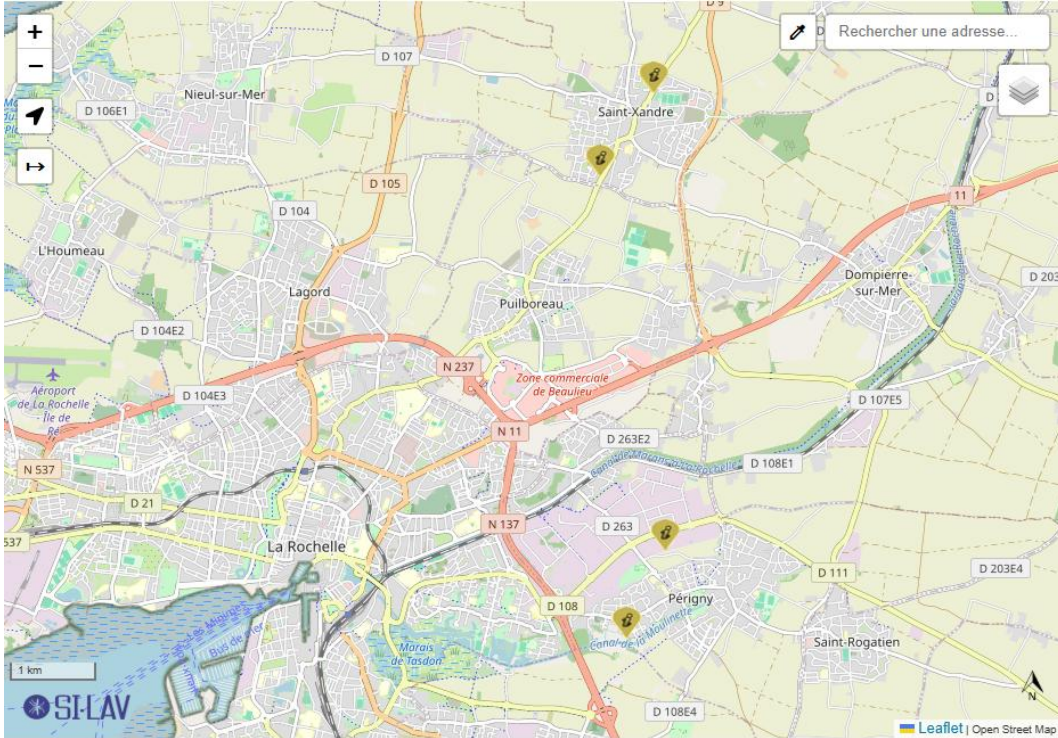 +
−
D 9
Rechercher une adresse...
D 107
Nieul-sur-Mer
D 106E1
Saint-Xandre
D 105
11
D 104
L'Houmeau
Lagord
Puilboreau
Dompierre-
sur-Mer
D 203
D 104E2
N 237
Zone commerciale
de Beaulieu
Aéroport
de La Rochelle
Île de
Ré
D 104E3
D 107E5
N 11
D 263E2
Canal de Marans à La Rochelle
D 108E1
N 537
D 21
N 137
D 263
537
La Rochelle
D 111
D 203E4
D 108
Périgny
Canal de la Moulinette
Saint-Rogatien
Bus de mer
Marais
de Tasdon
1 km
SI-LAV
D 108E4
N
Leaflet | Open Street Map